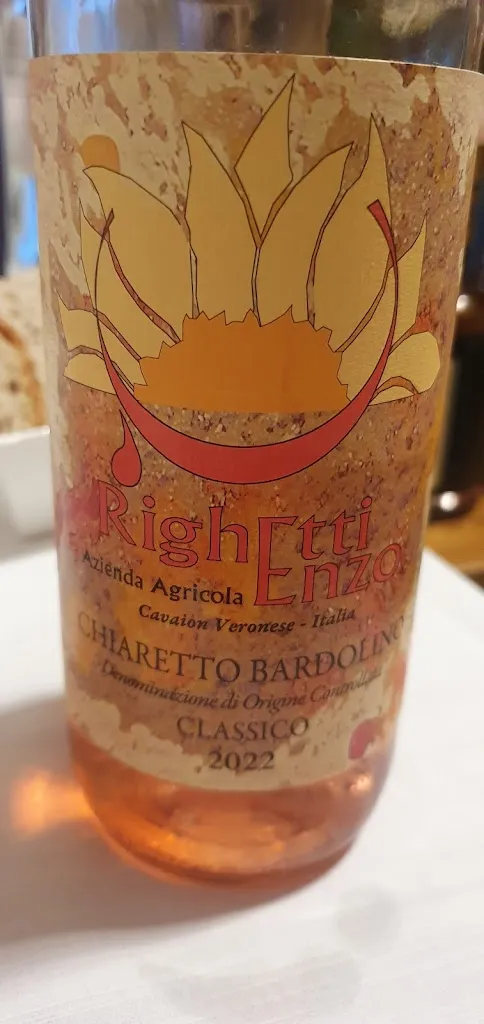 RighEtti
Enzo
Azienda Agricola
Cavaion Veronese - Italia
CHIARETTO BARDOLINO
Denominazione di Origine Controllata
CLASSICO
2022